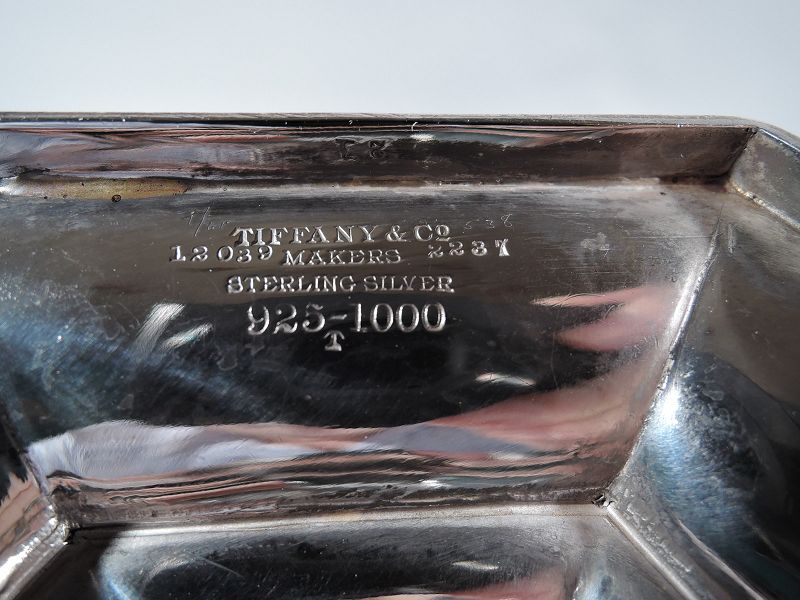 TIFFANY & Co
12039 MAKERS 2237
STERLING SILVER
925-1000
T